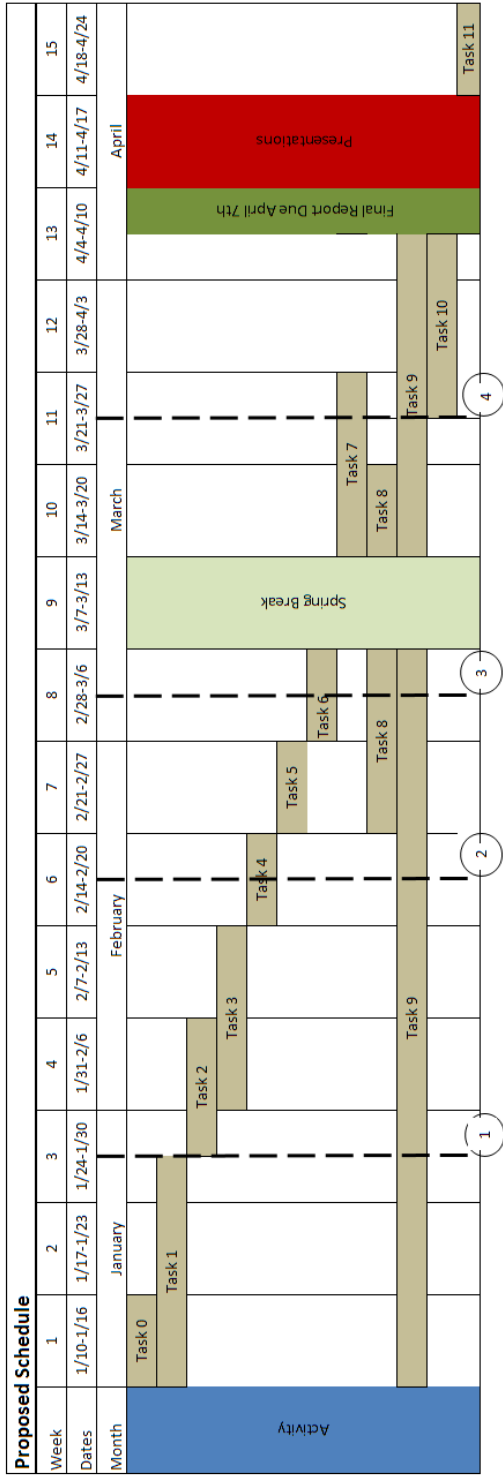 Proposed Schedule
Week 1 2 3 4 5 6 7 8 9 10 11 12 13 14 15
Dates 1/10-1/16 1/17-1/23 1/24-1/30 1/31-2/6 2/7-2/13 2/14-2/20 2/21-2/27 2/28-3/6 3/7-3/13 3/14-3/20 3/21-3/27 3/28-4/3 4/4-4/10 4/11-4/17 4/18-4/24
Month January February March April
Activity
Task 0
Task 1
Task 2
Task 3
Task 4
Task 5
Task 6
Spring Break
Task 7
Task 8 Task 8
Task 9 Task 9
Task 10
Final Report Due April 7th
Presentations
Task 11
1 2 3 4